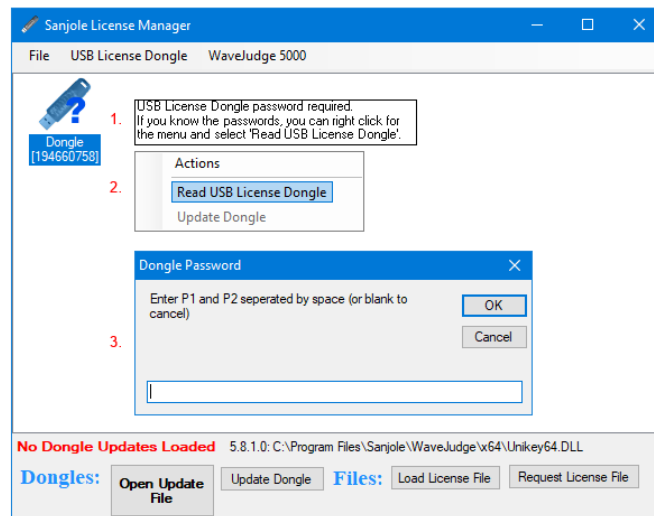 Sanjole License Manager
File USB License Dongle WaveJudge 5000
?
Dongle
[194660758]
1.
USB License Dongle password required.
If you know the passwords, you can right click for
the menu and select 'Read USB License Dongle'.
2.
Actions
Read USB License Dongle
Update Dongle
3.
Dongle Password
Enter P1 and P2 seperated by space (or blank to
cancel)
OK
Cancel
No Dongle Updates Loaded 5.8.1.0: C:\Program Files\Sanjole\WaveJudge\x64\Unikey64.DLL
Dongles:
Open Update
File
Update Dongle
Files:
Load License File
Request License File